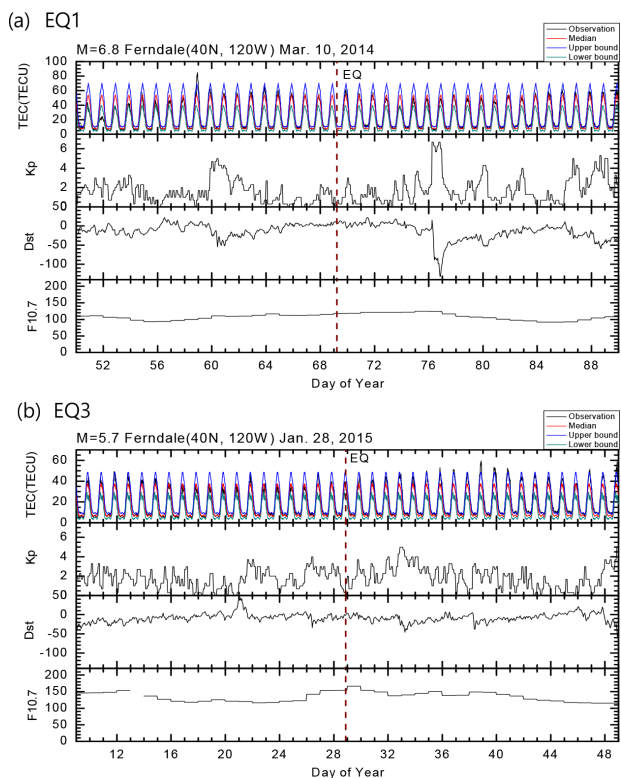 (a) EQ1
Observation
Median
Upper bound
Lower bound
M=6.8 Ferndale(40N, 120W) Mar. 10, 2014
EQ
TEC(TECU)
100
80
60
40
20
0
Kp
6
4
2
50
Dst
0
-50
-100
F10.7
200
150
100
50
0
52 56 60 64 68 72 76 80 84 88
Day of Year
(b) EQ3
Observation
Median
Upper bound
Lower bound
M=5.7 Ferndale(40N, 120W) Jan. 28, 2015
EQ
TEC(TECU)
60
40
20
0
Kp
6
4
2
50
Dst
0
-50
-100
F10.7
200
150
100
50
0
12 16 20 24 28 32 36 40 44 48
Day of Year